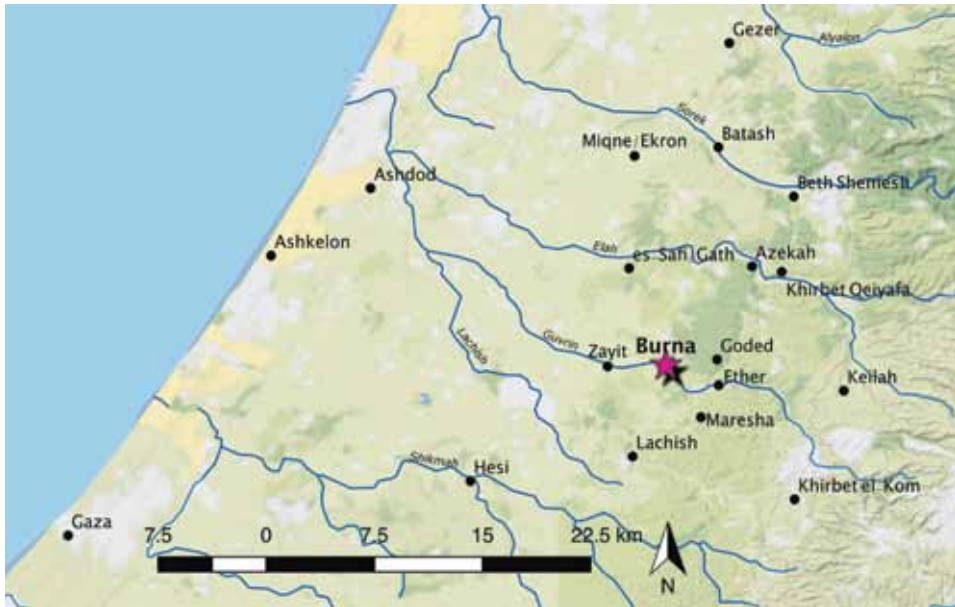 Gezer
Alyalon
Sorek
Batash
Miqne/Ekron
Ashdod
Beth Shemesh
Ashkelon
Elah
es Safi Gath
Azekah
Khirbet Qeiyafa
Guvrin
Lachish
Zayit
Burna
Goded
Ether
Keilah
Maresha
Lachish
Shikmah
Hesi
Khirbet el Kom
Gaza
7.5 0 7.5 15 22.5 km
N